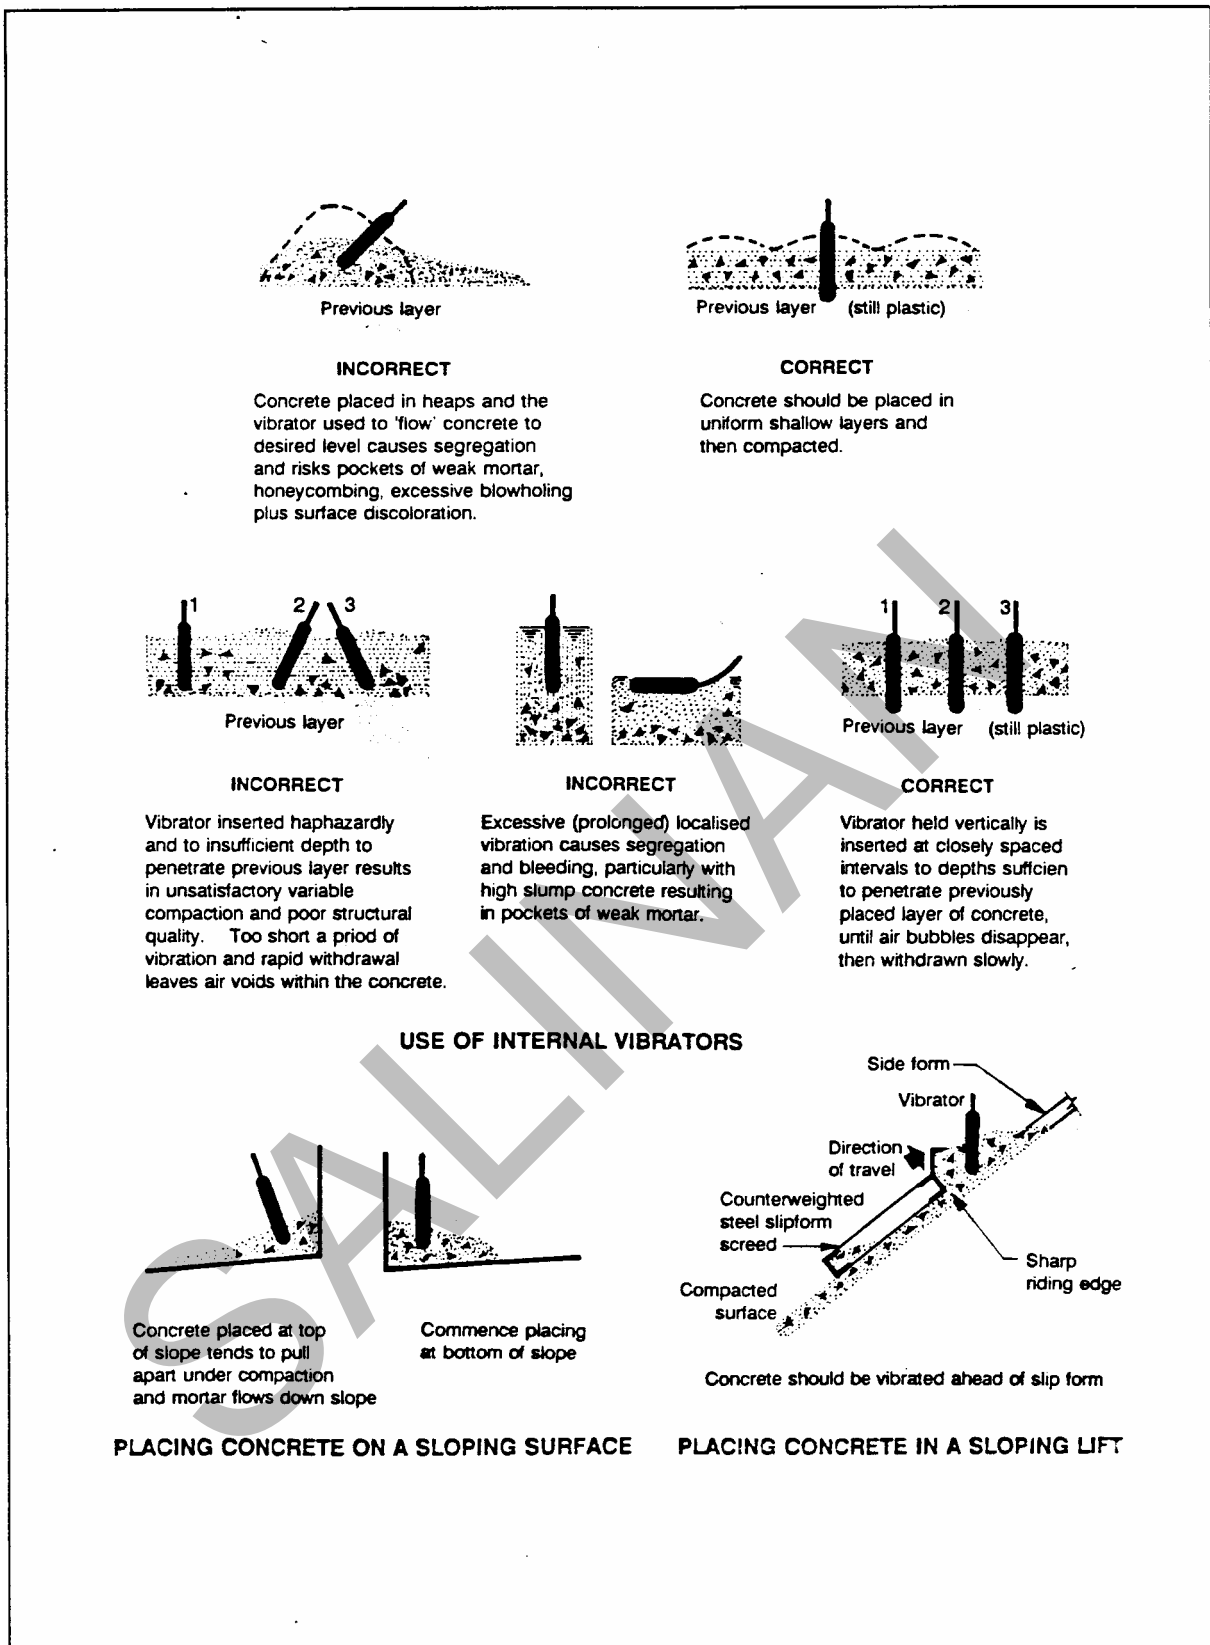 Previous layer
INCORRECT
Concrete placed in heaps and the
vibrator used to 'flow' concrete to
desired level causes segregation
and risks pockets of weak mortar,
honeycombing, excessive blowholing
plus surface discoloration.
Previous layer (still plastic)
CORRECT
Concrete should be placed in
uniform shallow layers and
then compacted.
1 2 3
Previous layer
INCORRECT
Vibrator inserted haphazardly
and to insufficient depth to
penetrate previous layer results
in unsatisfactory variable
compaction and poor structural
quality. Too short a priod of
vibration and rapid withdrawal
leaves air voids within the concrete.
INCORRECT
Excessive (prolonged) localised
vibration causes segregation
and bleeding, particularly with
high slump concrete resulting
in pockets of weak mortar.
1 2 3
Previous layer (still plastic)
CORRECT
Vibrator held vertically is
inserted at closely spaced
intervals to depths suffcien
to penetrate previously
placed layer of concrete,
until air bubbles disappear,
then withdrawn slowly.
USE OF INTERNAL VIBRATORS
Concrete placed at top
of slope tends to pull
apart under compaction
and mortar flows down slope
Commence placing
at bottom of slope
PLACING CONCRETE ON A SLOPING SURFACE
Side form
Vibrator
Direction
of travel
Counterweighted
steel slipform
screed
Sharp
riding edge
Compacted
surface
Concrete should be vibrated ahead of slip form
PLACING CONCRETE IN A SLOPING LIFT
SALINAN